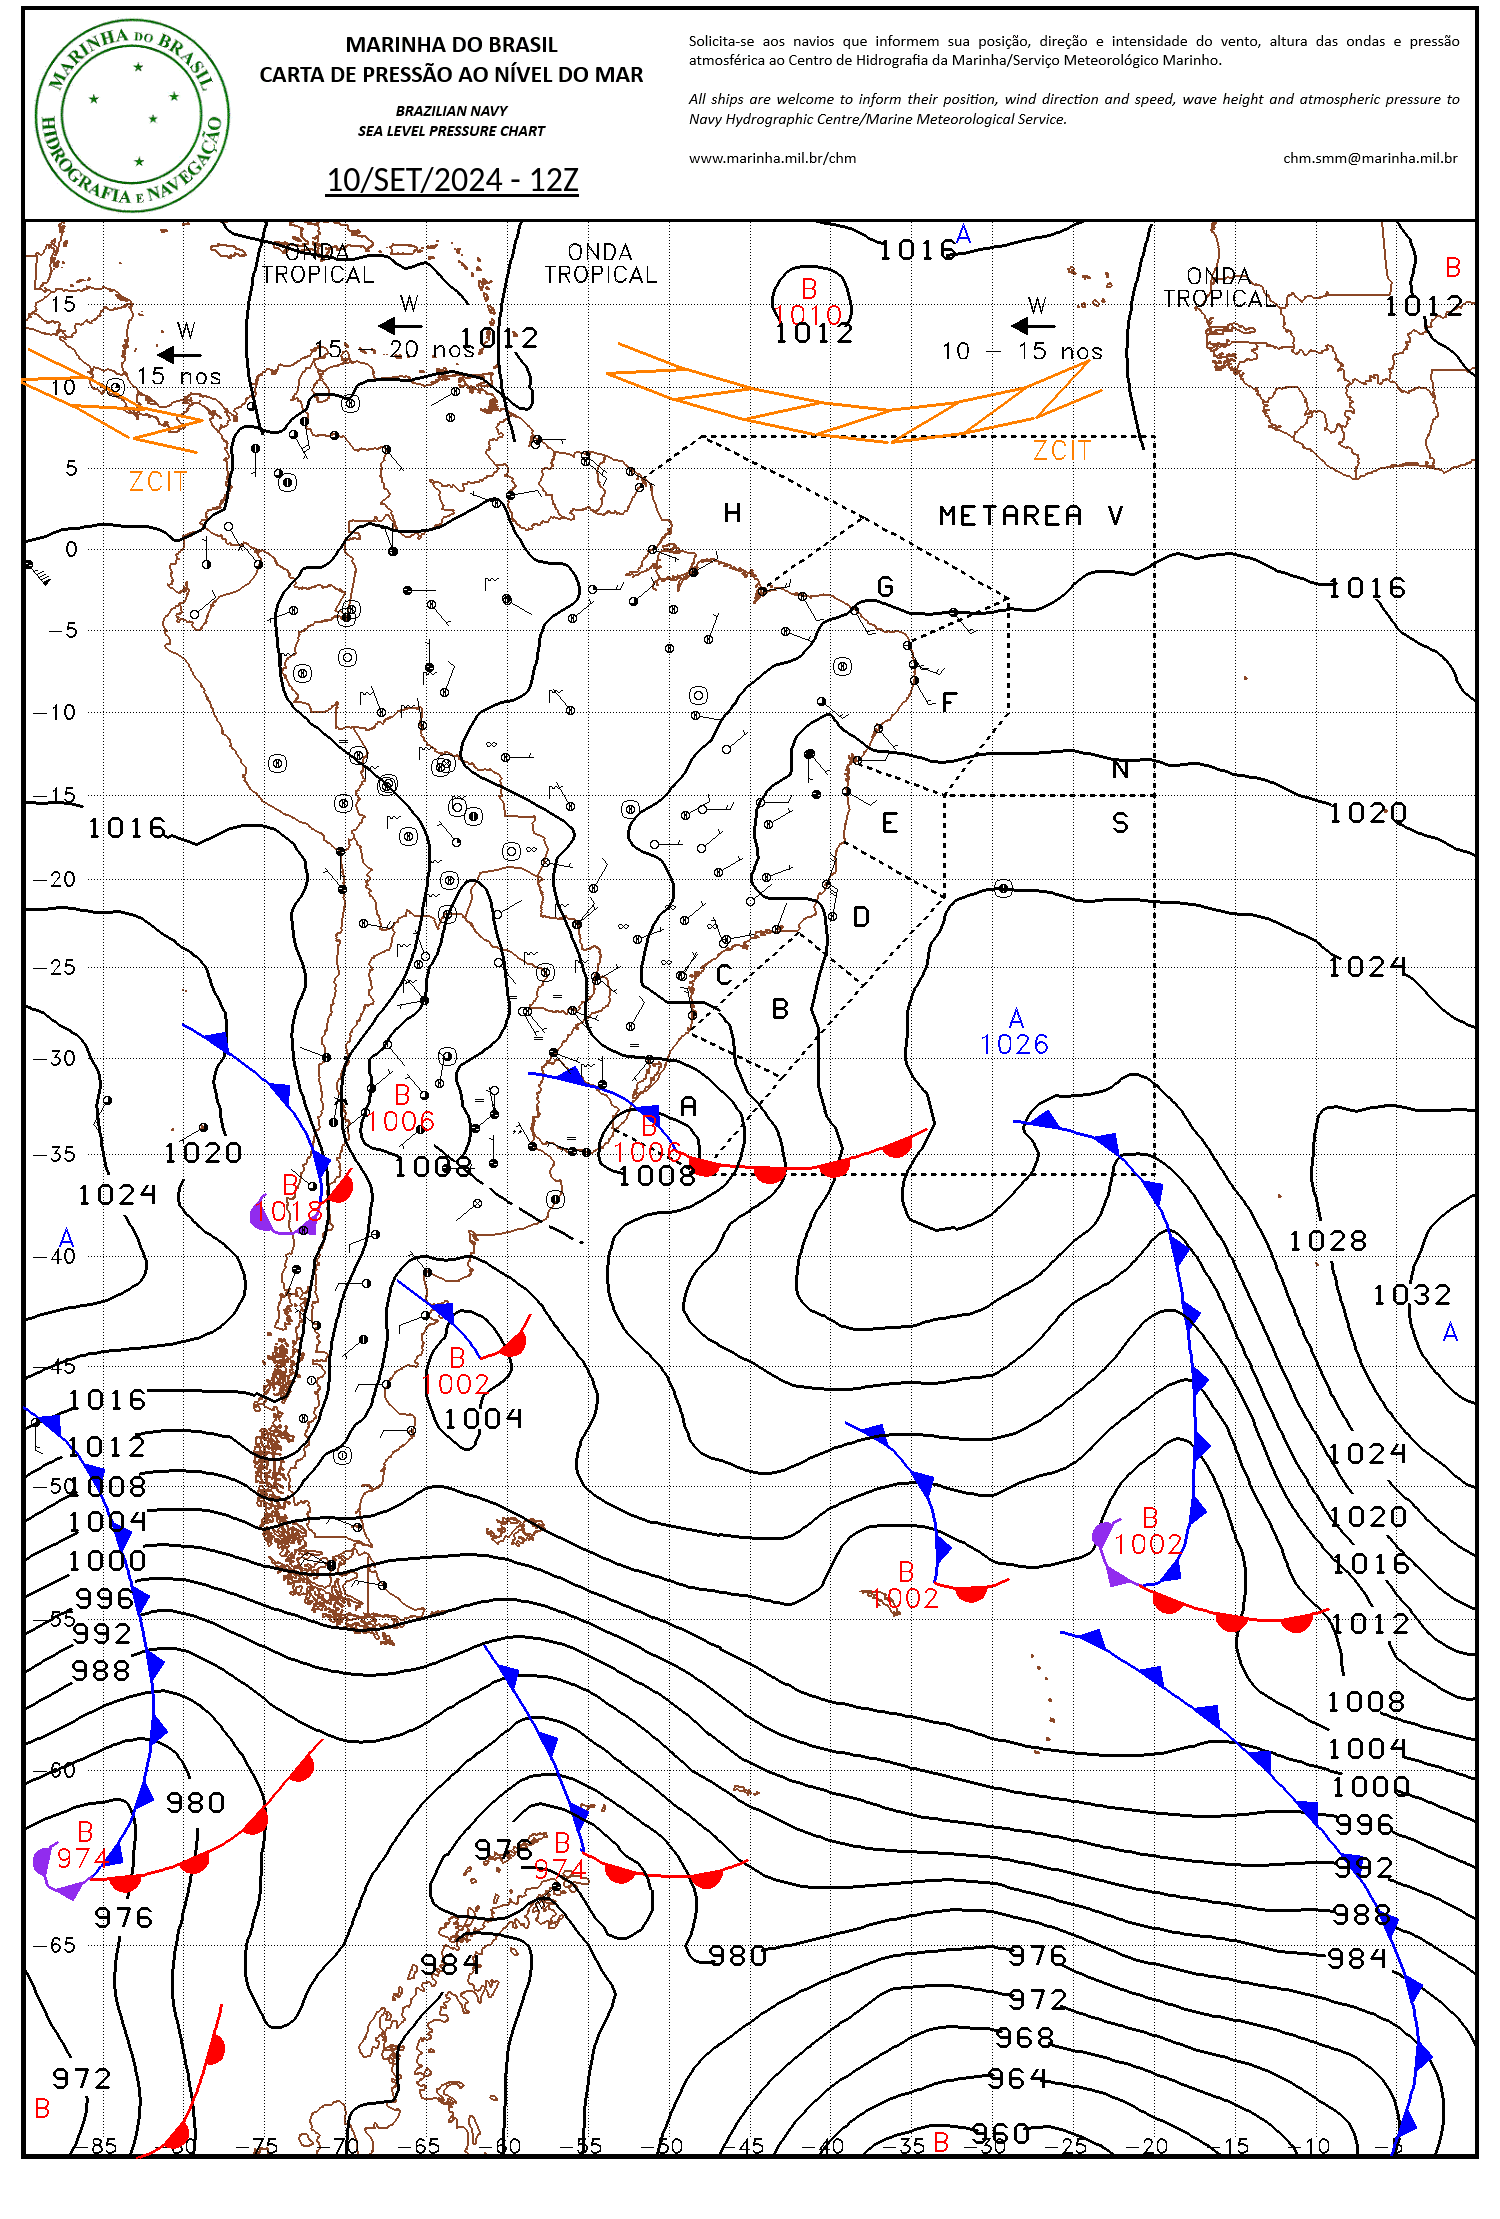 MARINHA DO BRASIL
HIDROGRAFIA E NAVEGAÇÃO
MARINHA DO BRASIL
CARTA DE PRESSÃO AO NÍVEL DO MAR
BRAZILIAN NAVY
SEA LEVEL PRESSURE CHART
10/SET/2024 - 12Z
Solicita-se aos navios que informem sua posição, direção e intensidade do vento, altura das ondas e pressão
atmosférica ao Centro de Hidrografia da Marinha/Serviço Meteorológico Marinho.
All ships are welcome to inform their position, wind direction and speed, wave height and atmospheric pressure to
Navy Hydrographic Centre/Marine Meteorological Service.
www.marinha.mil.br/chm
chm.smm@marinha.mil.br
A
1016
ONDA
TROPICAL
ONDA
TROPICAL
ONDA
TROPICAL
B
B
1010
1012
15
W
W
W
1012
1012
15 - 20 nos
10 - 15 nos
15 nos
10
5
ZCIT
ZCIT
H
METAREA V
0
G
1016
-5
F
-10
N
-15
1016
E
S
1020
-20
D
C
1024
-25
B
A
1026
-30
B
1006
A
B
1006
1020
-35
1008
1008
1024
B
1018
A
-40
1028
1032
A
B
1002
-45
1016
1004
1012
1024
-50
1008
1004
B
1002
1020
1000
1016
B
1002
996
-55
1012
992
988
1008
1004
-60
1000
980
996
B
974
976
B
974
992
976
988
-65
984
980
976
984
972
968
972
964
B
960
B
-85
-80
-75
-70
-65
-60
-55
-50
-45
-40
-35
-30
-25
-20
-15
-10
-5